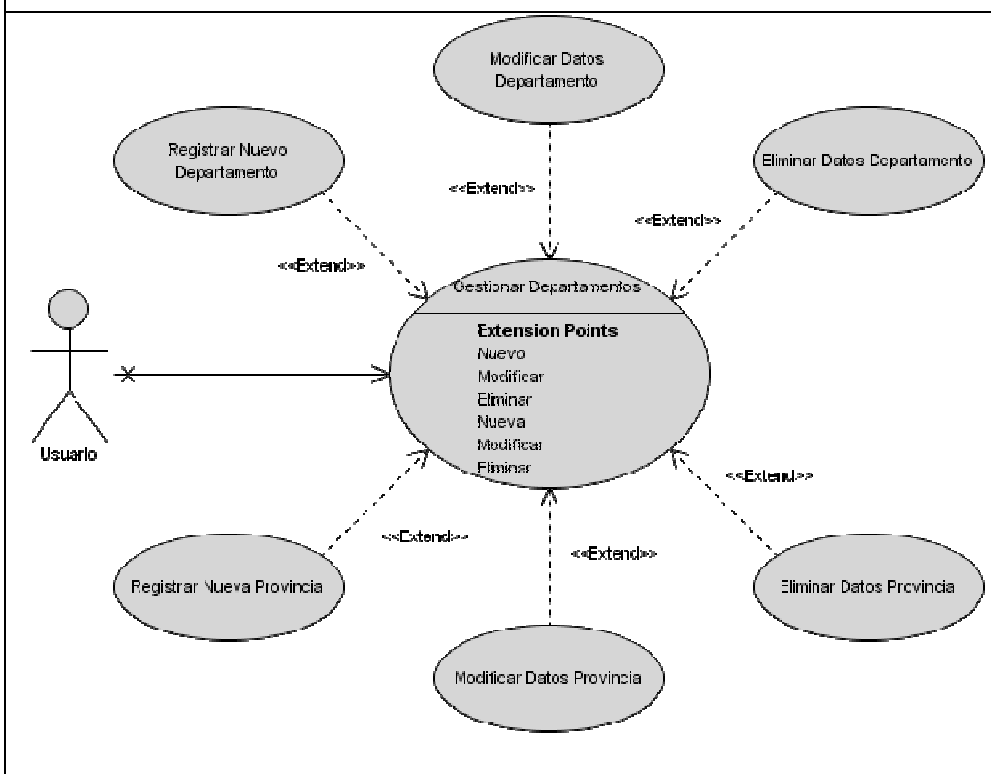 Modificar Datos
Departamento
Registrar Nuevo
Departamento
Eliminar Datos Departamento
<<Extend>>
<<Extend>>
<<Extend>>
Gestionar Departamentos
Extension Points
Nuevo
Modificar
Eliminar
Nueva
Modificar
Eliminar
Usuario
<<Extend>>
<<Extend>>
<<Extend>>
Registrar Nueva Provincia
Eliminar Datos Provincia
Modificar Datos Provincia